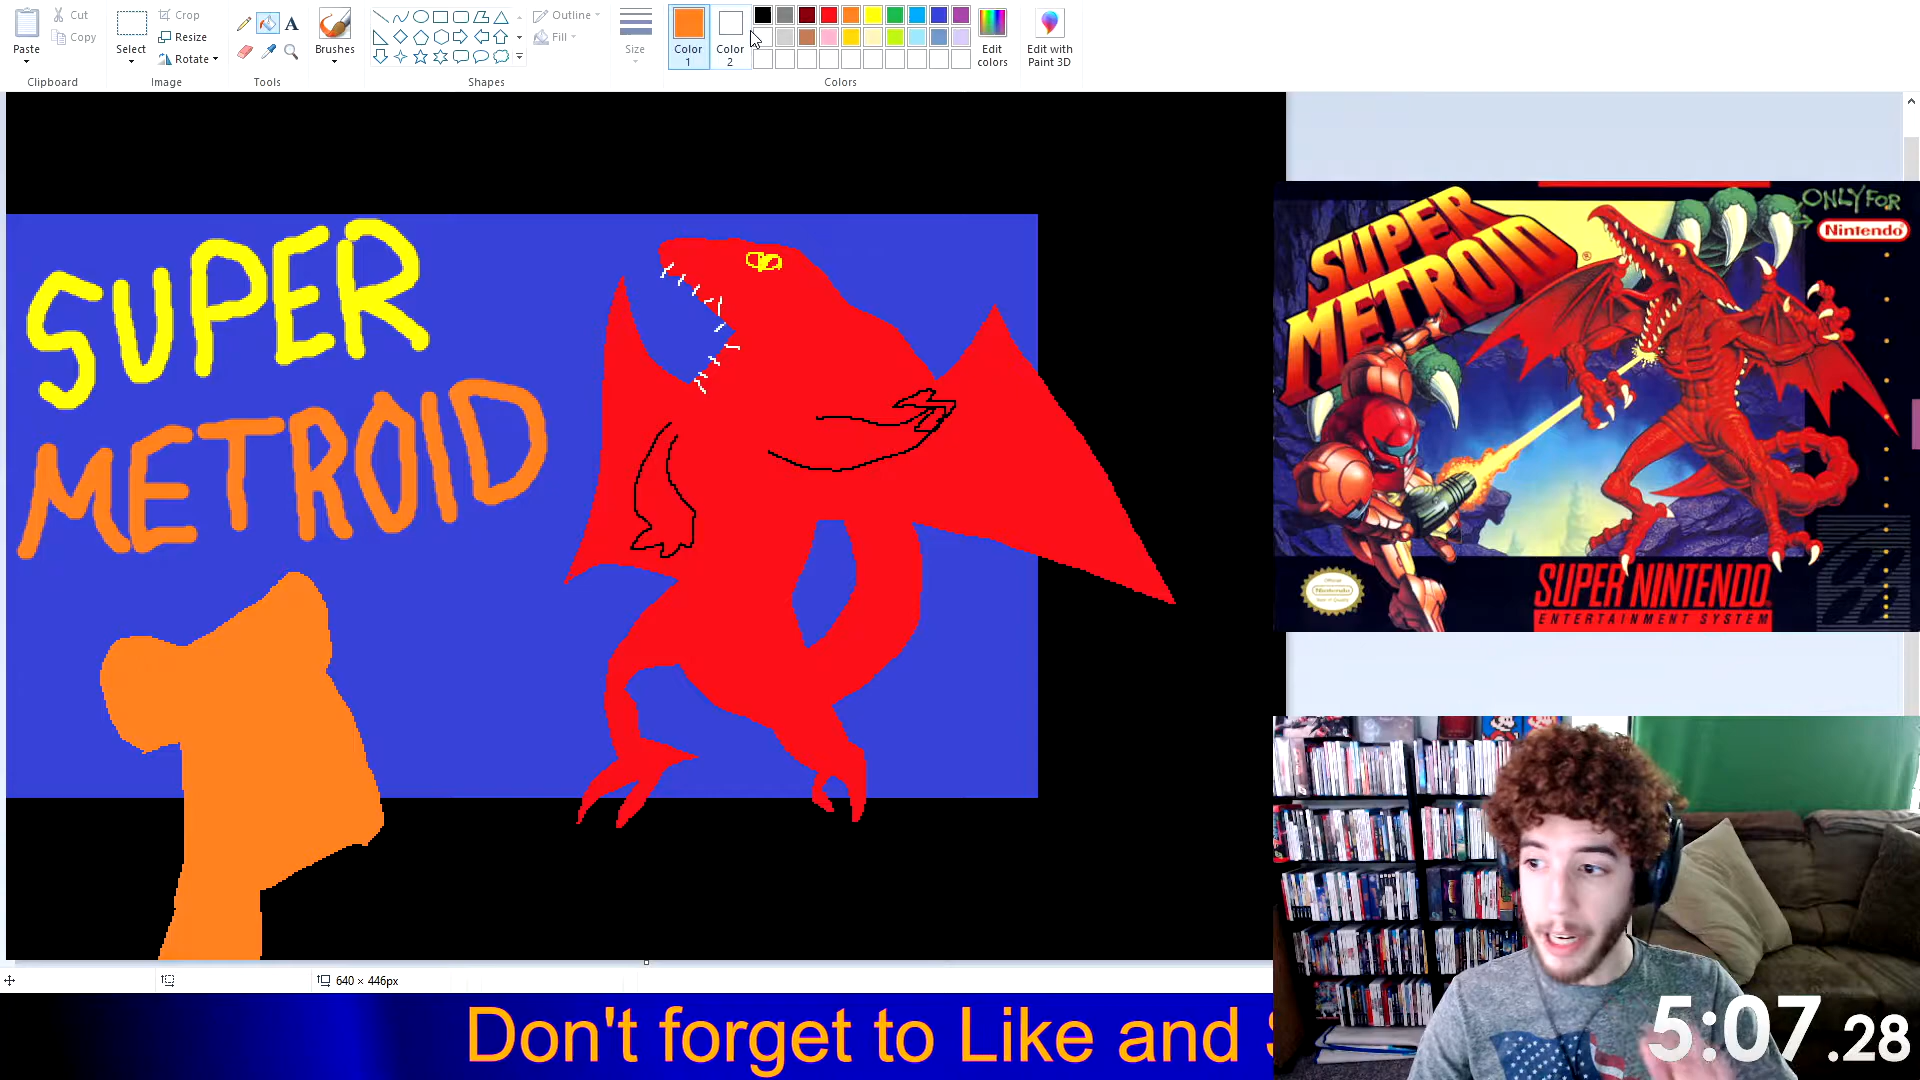 Paste
Cut
Copy
Clipboard
Select
Crop
Resize
Rotate
Image
A
Tools
Brushes
Shapes
Outline
Fill
Size
Color
1
Color
2
Colors
Edit
colors
Edit with
Paint 3D
SUPER
METROID
SUPER
METROID
®
ONLY FOR
Nintendo
Official
Nintendo
SUPER NINTENDO
ENTERTAINMENT SYSTEM
640 × 446px
Don't forget to Like and
5:07.28